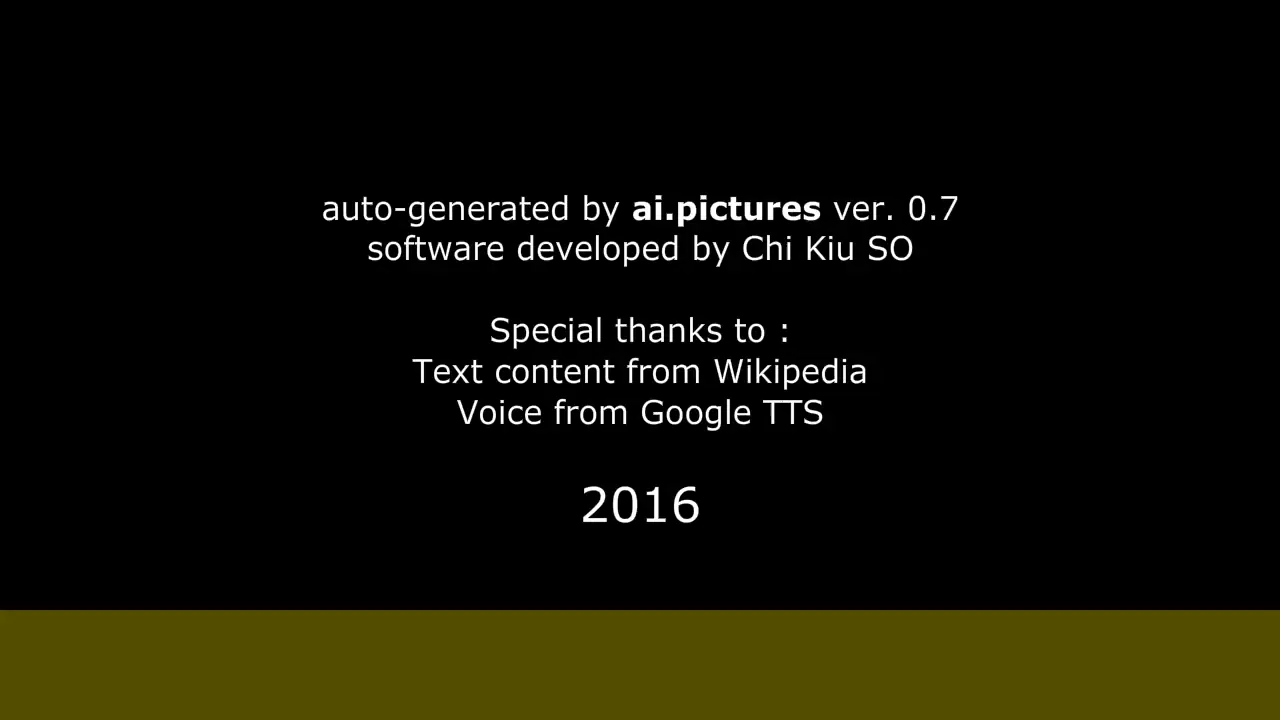 auto-generated by ai.pictures ver. 0.7
software developed by Chi Kiu SO
Special thanks to :
Text content from Wikipedia
Voice from Google TTS
2016